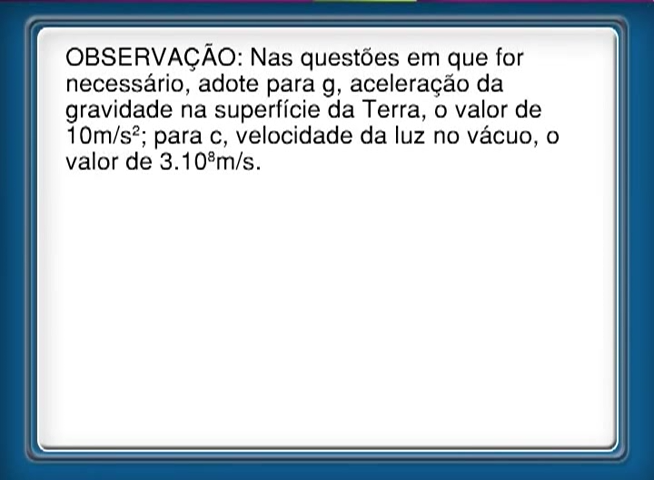 OBSERVAÇÃO: Nas questões em que for
necessário, adote para g, aceleração da
gravidade na superfície da Terra, o valor de
10m/s²; para c, velocidade da luz no vácuo, o
valor de 3.10⁸m/s.